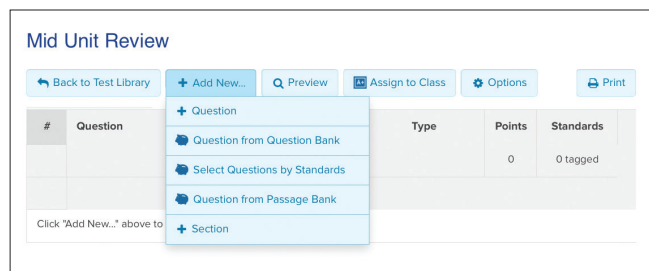 Mid Unit Review
Back to Test Library + Add New... Preview Assign to Class Options Print
+ Question
# Question Type Points Standards
Question from Question Bank
0 0 tagged
Select Questions by Standards
Question from Passage Bank
Click "Add New..." above to
+ Section